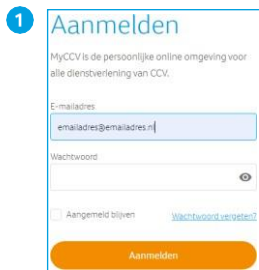 1
Aanmelden
MyCCV is de persoonlijke online omgeving voor
alle dienstverlening van CCV.
E-mailadres
emailadres@emailadres.nl
Wachtwoord
Aangemeld blijven Wachtwoord vergeten?
Aanmelden